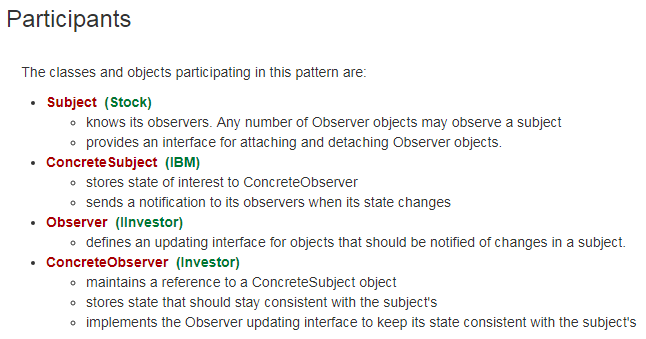 Participants
The classes and objects participating in this pattern are:
Subject (Stock)
knows its observers. Any number of Observer objects may observe a subject
provides an interface for attaching and detaching Observer objects.
ConcreteSubject (IBM)
stores state of interest to ConcreteObserver
sends a notification to its observers when its state changes
Observer (IInvestor)
defines an updating interface for objects that should be notified of changes in a subject.
ConcreteObserver (Investor)
maintains a reference to a ConcreteSubject object
stores state that should stay consistent with the subject's
implements the Observer updating interface to keep its state consistent with the subject's